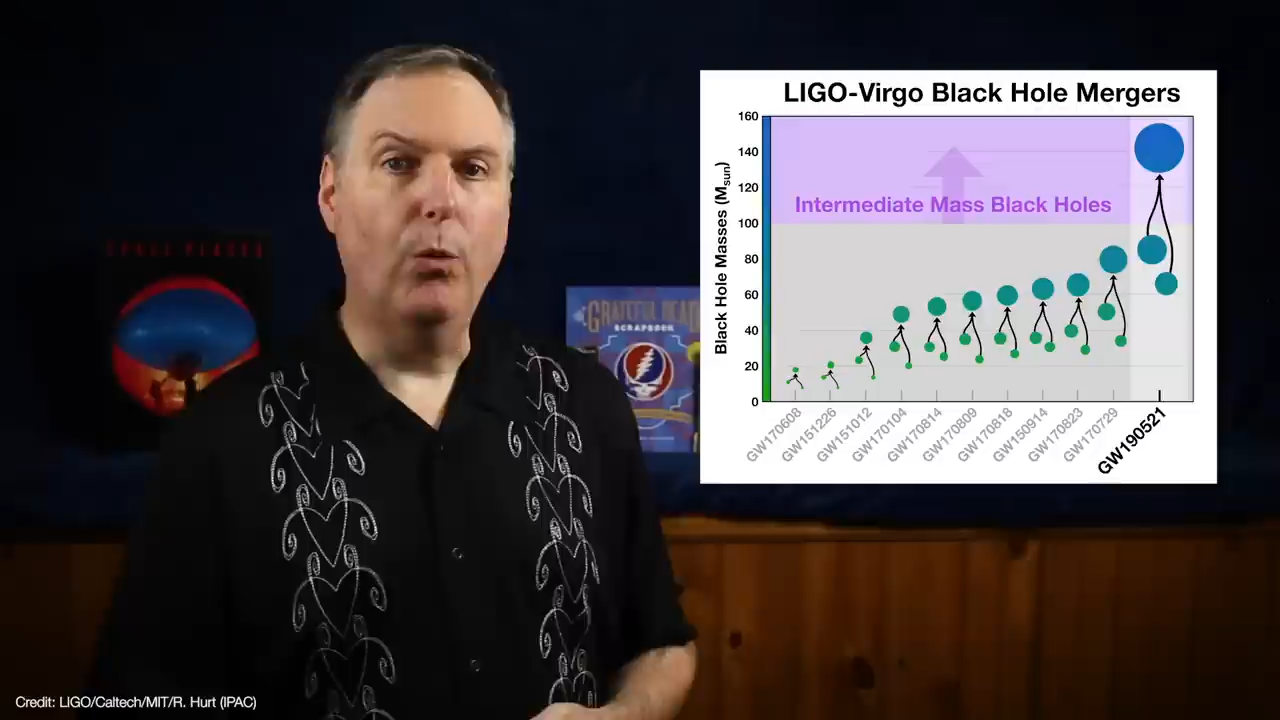 SPACE PLACES
GRATEFUL DEAD
SCRAPBOOK
LIGO-Virgo Black Hole Mergers
Black Hole Masses (Msun)
160
140
120
100
80
60
40
20
0
Intermediate Mass Black Holes
GW170608
GW151226
GW151012
GW170104
GW170814
GW170809
GW170818
GW150914
GW170823
GW170729
GW190521
Credit: LIGO/Caltech/MIT/R. Hurt (IPAC)